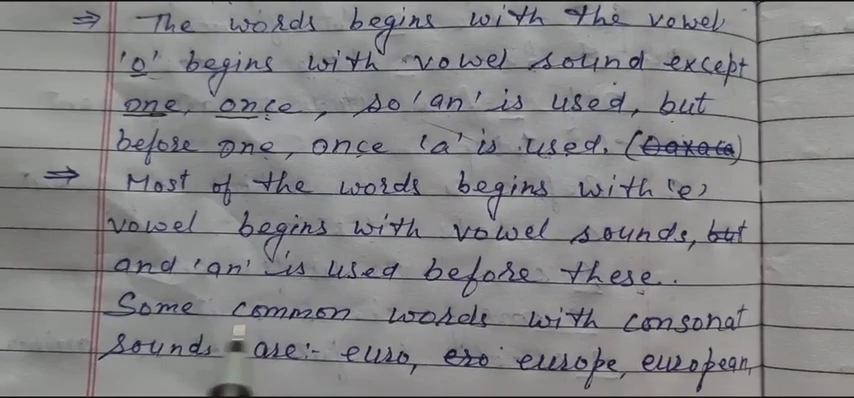 ⇒ The words begins with the vowel
'o' begins with vowel sound except
one, once, so 'an' is used, but
before one, once 'a' is used. (Oaxaca)
⇒ Most of the words begins with 'e'
vowel begins with vowel sounds, but
and 'an' is used before these.
Some common words with consonat
sounds are:- euro, ero europe, european,